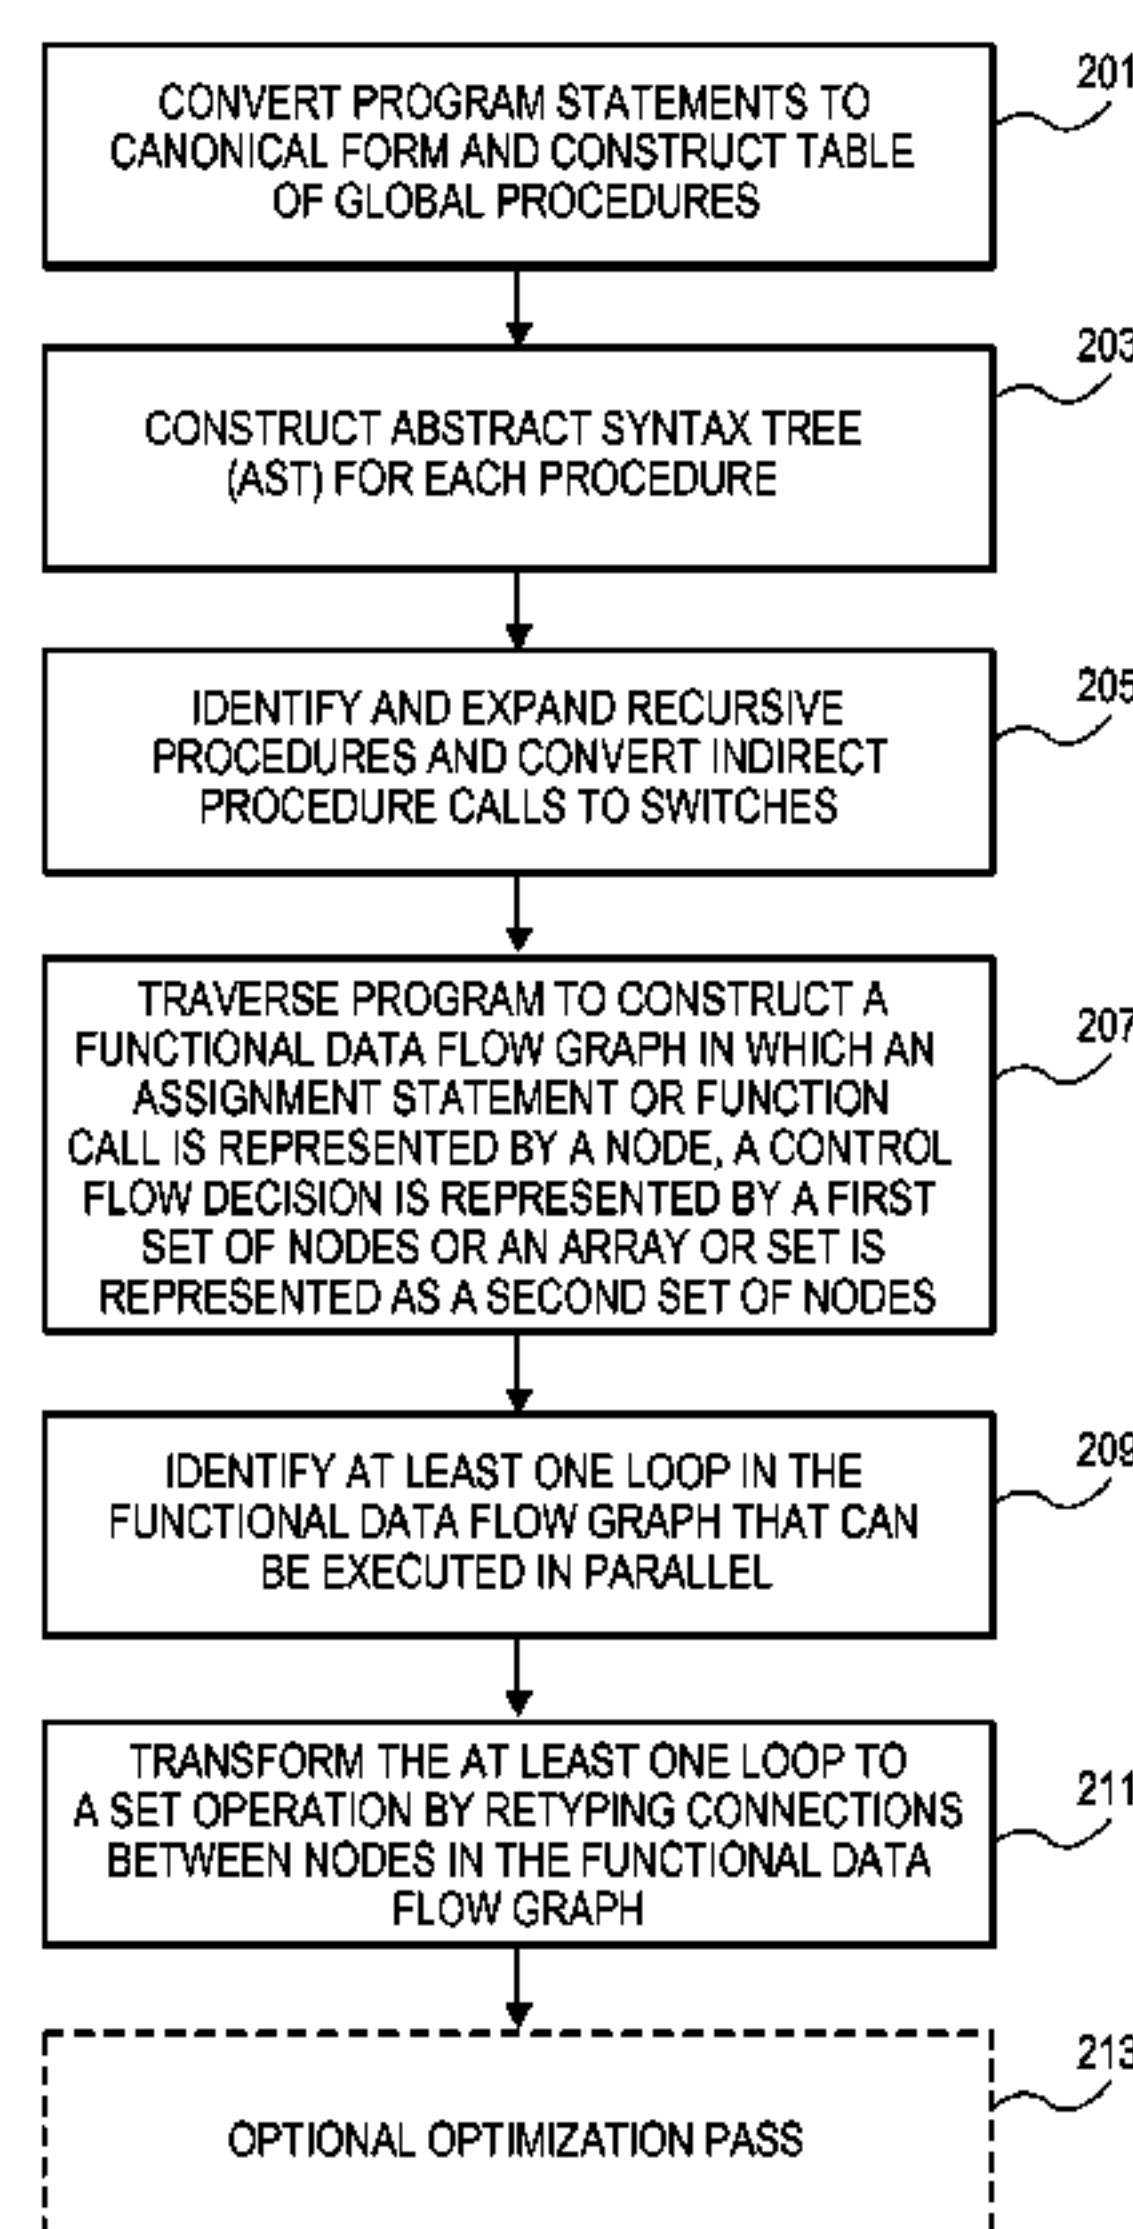 201
CONVERT PROGRAM STATEMENTS TO
CANONICAL FORM AND CONSTRUCT TABLE
OF GLOBAL PROCEDURES
203
CONSTRUCT ABSTRACT SYNTAX TREE
(AST) FOR EACH PROCEDURE
205
IDENTIFY AND EXPAND RECURSIVE
PROCEDURES AND CONVERT INDIRECT
PROCEDURE CALLS TO SWITCHES
207
TRAVERSE PROGRAM TO CONSTRUCT A
FUNCTIONAL DATA FLOW GRAPH IN WHICH AN
ASSIGNMENT STATEMENT OR FUNCTION
CALL IS REPRESENTED BY A NODE, A CONTROL
FLOW DECISION IS REPRESENTED BY A FIRST
SET OF NODES OR AN ARRAY OR SET IS
REPRESENTED AS A SECOND SET OF NODES
209
IDENTIFY AT LEAST ONE LOOP IN THE
FUNCTIONAL DATA FLOW GRAPH THAT CAN
BE EXECUTED IN PARALLEL
211
TRANSFORM THE AT LEAST ONE LOOP TO
A SET OPERATION BY RETYPING CONNECTIONS
BETWEEN NODES IN THE FUNCTIONAL DATA
FLOW GRAPH
213
OPTIONAL OPTIMIZATION PASS